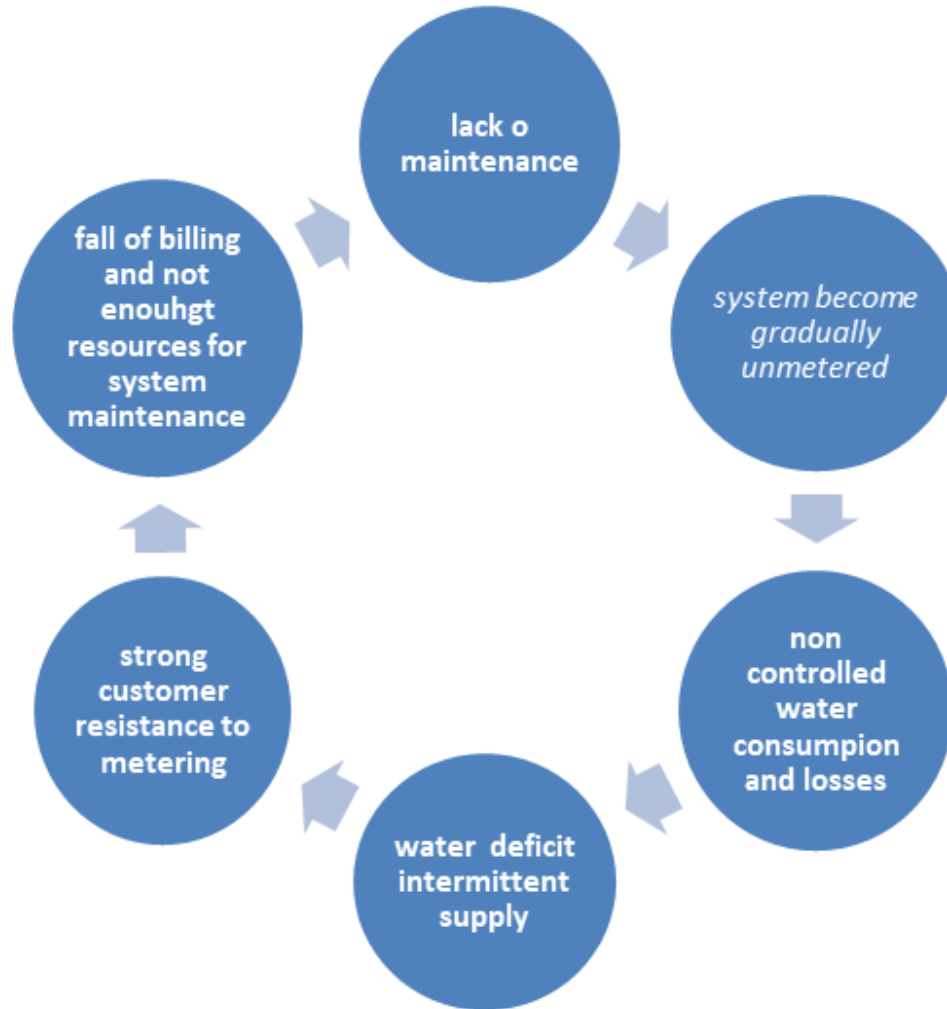 lack o
maintenance
system become
gradually
unmetered
non
controlled
water
consumpion
and losses
water  deficit
intermittent
supply
strong
customer
resistance to
metering
fall of billing
and not
enouhgt
resources for
system
maintenance